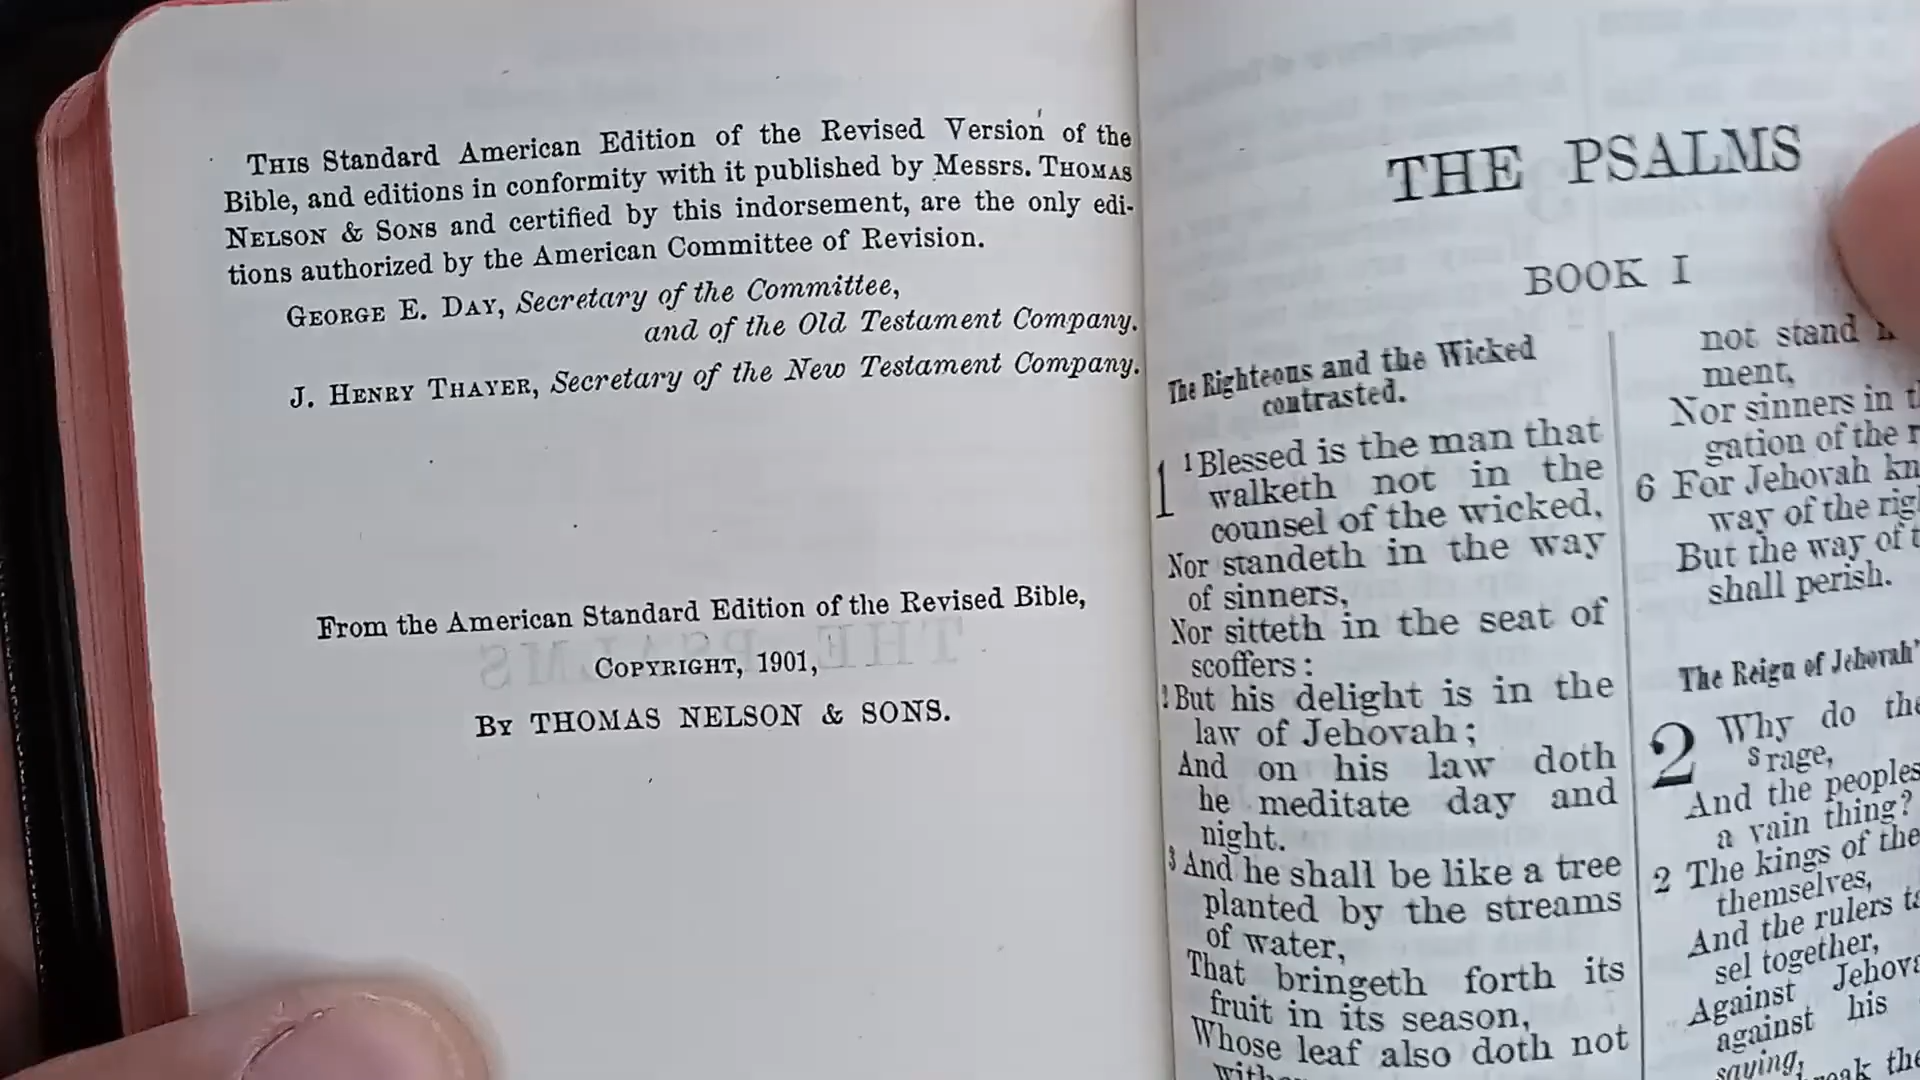 THIS Standard American Edition of the Revised Version of the
Bible, and editions in conformity with it published by Messrs. THOMAS
NELSON & SONS and certified by this indorsement, are the only edi-
tions authorized by the American Committee of Revision.
GEORGE E. DAY, Secretary of the Committee,
and of the Old Testament Company.
J. HENRY THAYER, Secretary of the New Testament Company.
From the American Standard Edition of the Revised Bible,
COPYRIGHT, 1901,
BY THOMAS NELSON & SONS.
THE PSALMS
BOOK I
The Righteous and the Wicked
contrasted.
1 1 Blessed is the man that
walketh not in the
counsel of the wicked,
Nor standeth in the way
of sinners,
Nor sitteth in the seat of
scoffers:
2 But his delight is in the
law of Jehovah;
And on his law doth
he meditate day and
night.
3 And he shall be like a tree
planted by the streams
of water,
That bringeth forth its
fruit in its season,
Whose leaf also doth not
not stand
ment,
Nor sinners in
gation of the
6 For Jehovah
way of the
But the way of
shall perish.
The Reign of Jehovah'
2 Why do
rage,
And the peoples
a vain thing?
2 The kings of the
themselves,
And the rulers
sel together,
Against
against his
saying,